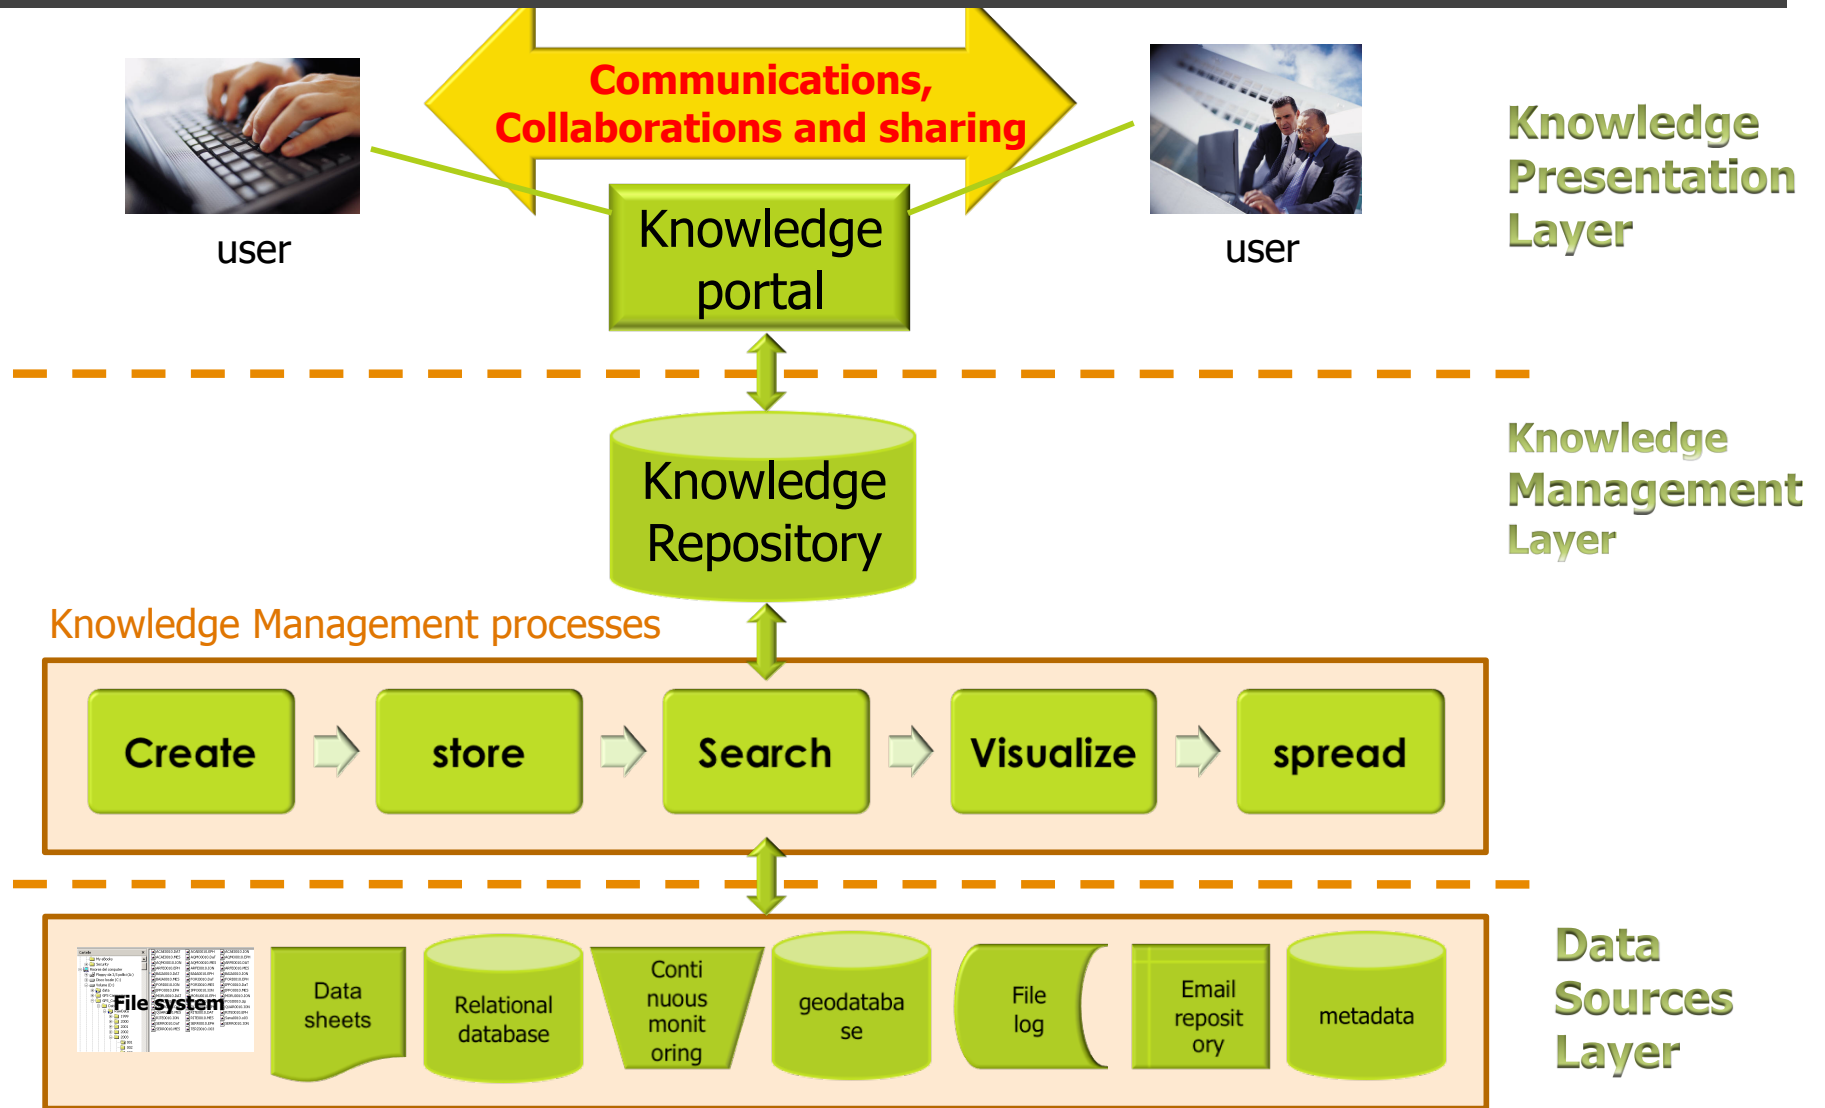 Communications,
Collaborations and sharing
user
Knowledge
portal
user
Knowledge
Presentation
Layer
Knowledge
Repository
Knowledge
Management
Layer
Knowledge Management processes
Create
store
Search
Visualize
spread
File system
Data
sheets
Relational
database
Conti
nuous
monit
oring
geodataba
se
File
log
Email
reposit
ory
metadata
Data
Sources
Layer